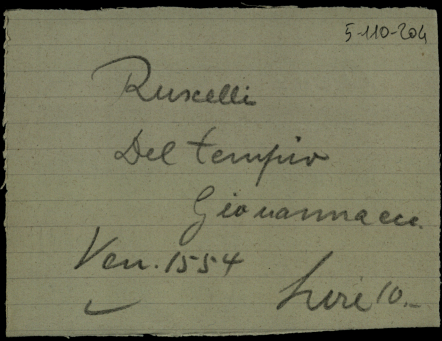 5-110-204
Ruscelli
Del tempio
Giovanna ecc.
Ven. 1554
Lire 10.-